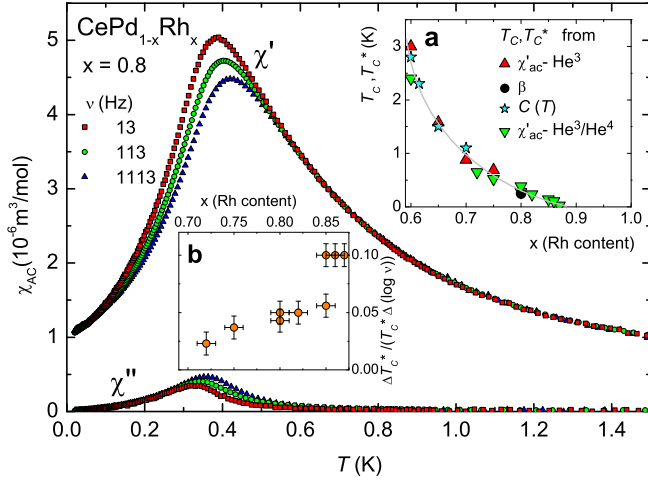 CePd1-xRhx
x = 0.8
ν (Hz)
13
113
1113
χ'
χ''
χAC(10-6m3/mol)
5
4
3
2
1
0
0.0 0.2 0.4 0.6 0.8 1.0 1.2 1.4
T (K)
a
TC,TC* from
χ'ac- He3
β
C (T)
χ'ac- He3/He4
TC ,TC* (K)
3
2
1
0
0.6 0.7 0.8 0.9 1.0
x (Rh content)
x (Rh content)
0.70 0.75 0.80 0.85
b
0.10
0.05
0.00
ΔTC*/(TC* Δ(log ν)